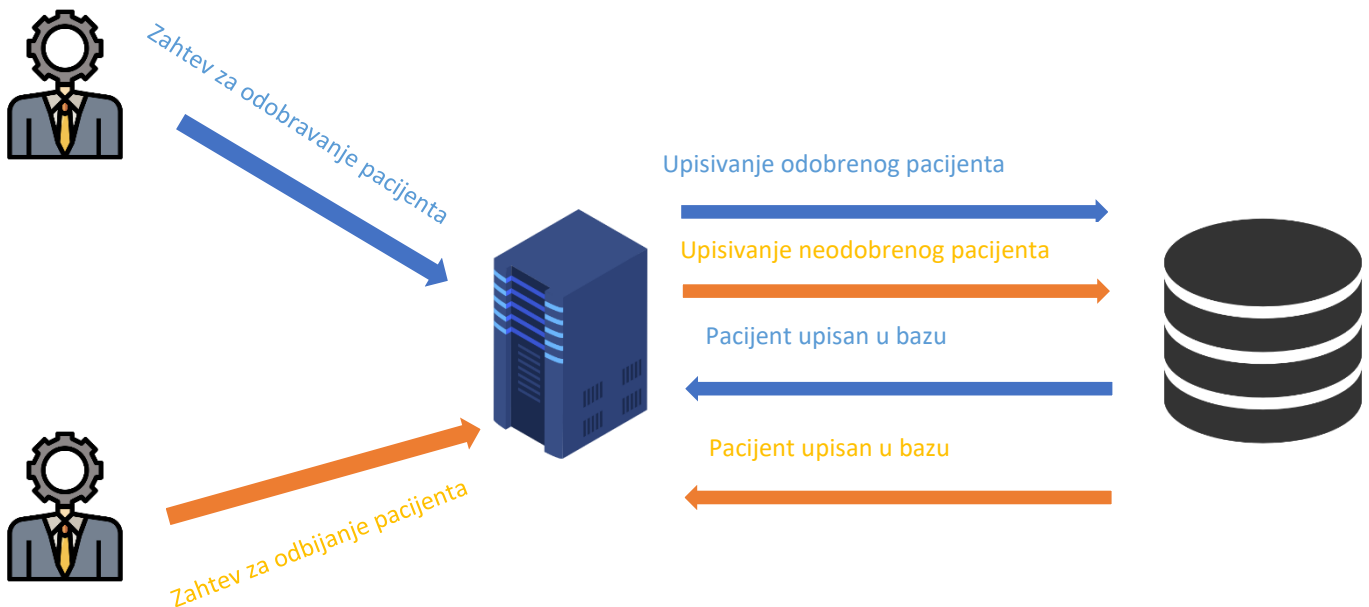 Zahtev za odobravanje pacijenta
Upisivanje odobrenog pacijenta
Upisivanje neodobrenog pacijenta
Pacijent upisan u bazu
Pacijent upisan u bazu
Zahtev za odbijanje pacijenta